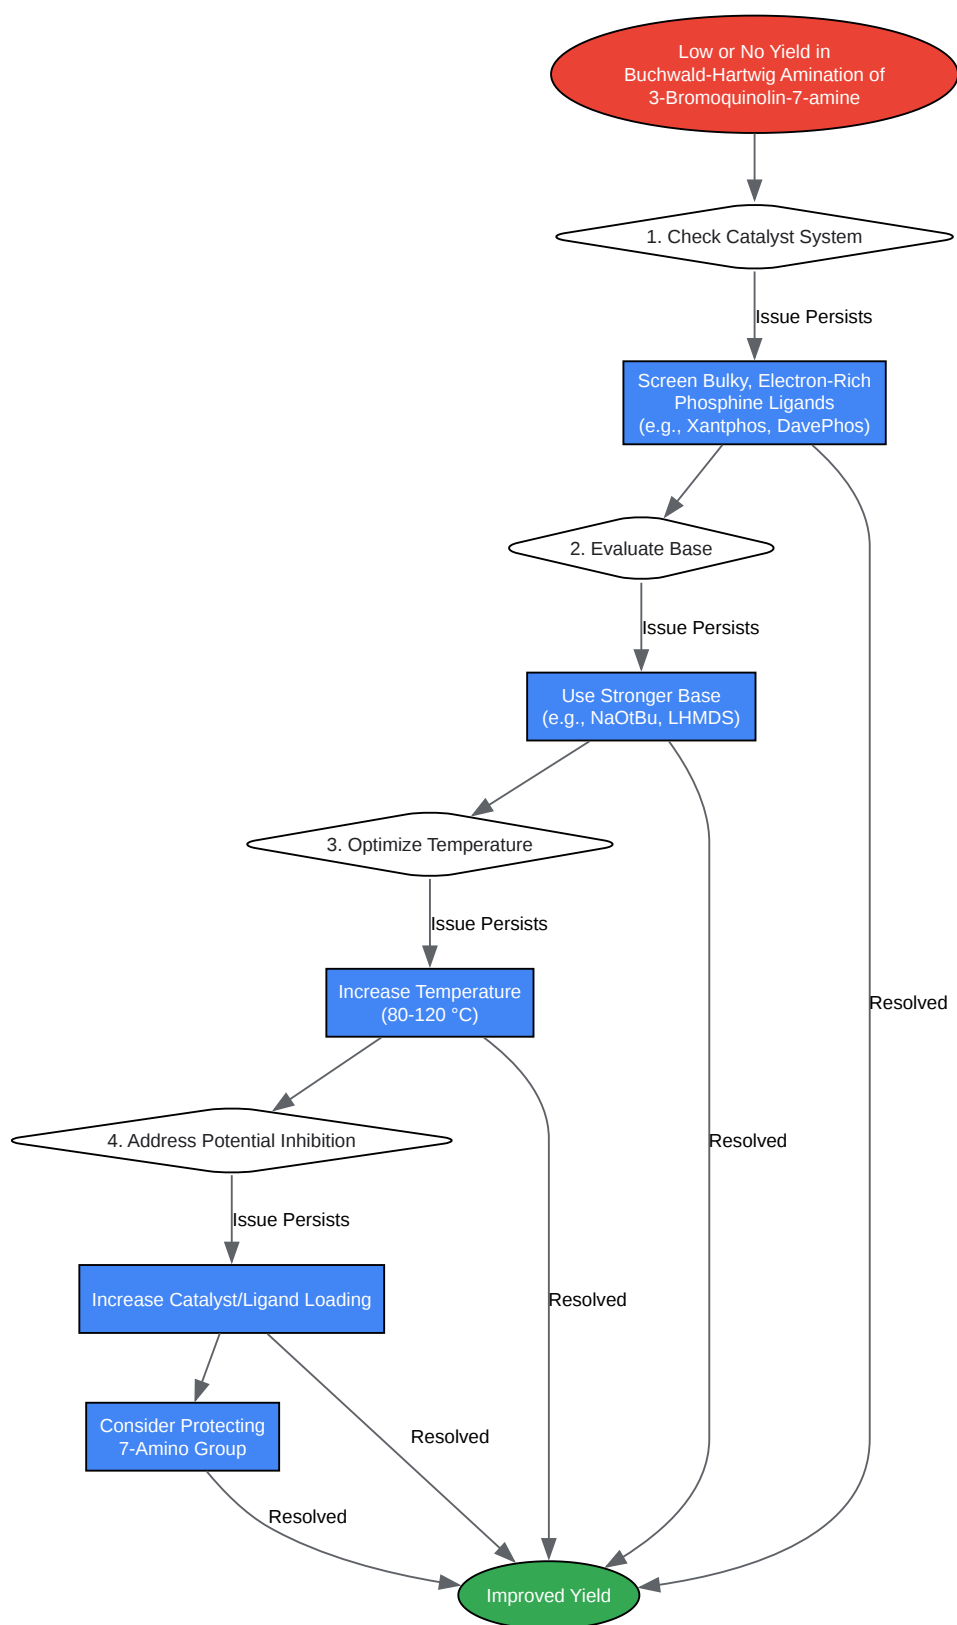 Low or No Yield in
Buchwald-Hartwig Amination of
3-Bromoquinolin-7-amine
1. Check Catalyst System
Issue Persists
Screen Bulky, Electron-Rich
Phosphine Ligands
(e.g., Xantphos, DavePhos)
2. Evaluate Base
Issue Persists
Use Stronger Base
(e.g., NaOtBu, LHMDS)
3. Optimize Temperature
Issue Persists
Increase Temperature
(80-120 °C)
Resolved
4. Address Potential Inhibition
Resolved
Issue Persists
Increase Catalyst/Ligand Loading
Resolved
Consider Protecting
7-Amino Group
Resolved
Resolved
Improved Yield